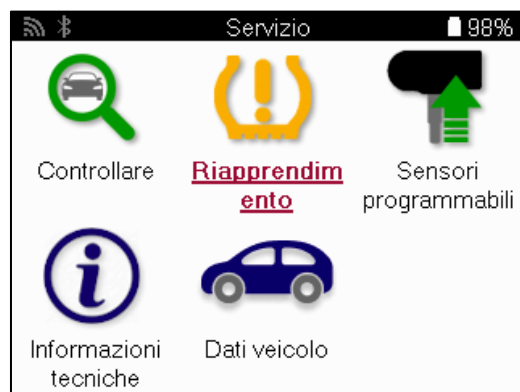 Servizio 98%
Controllare
Riapprendim
ento
Sensori
programmabili
Informazioni
tecniche
Dati veicolo